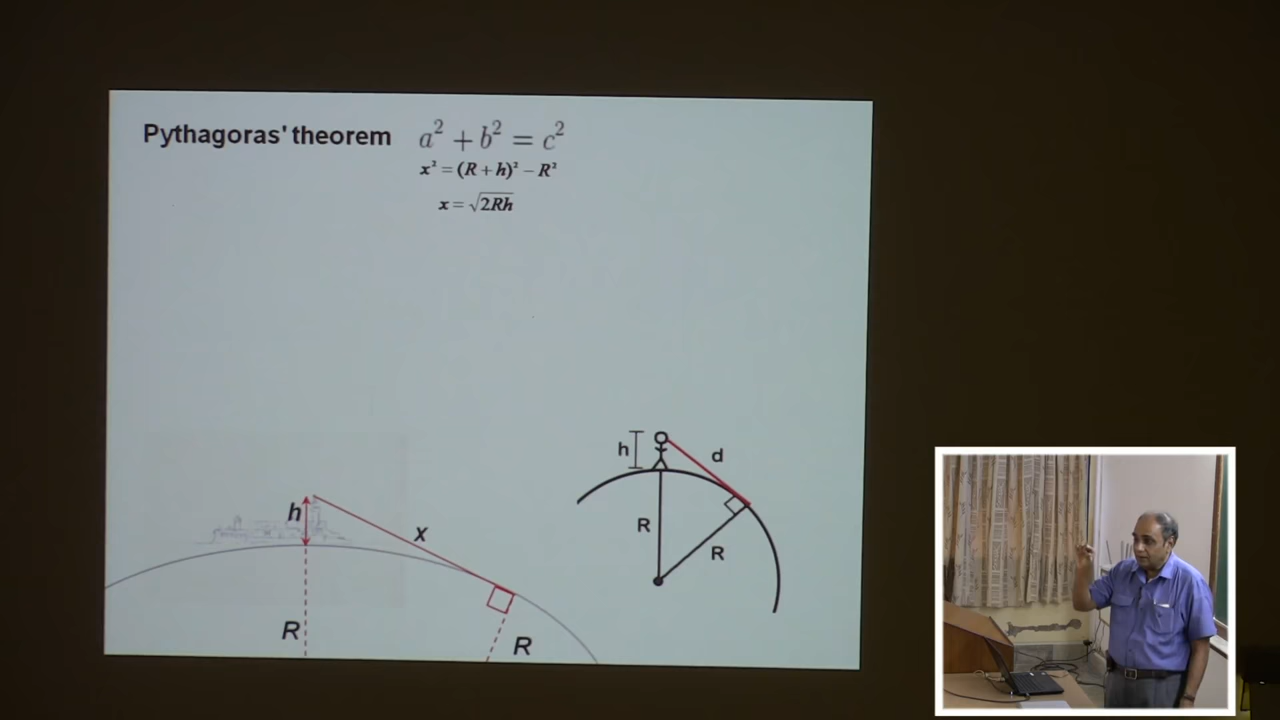 Pythagoras' theorem a² + b² = c²
x² = (R + h)² – R²
x = √2Rh
h
x
R
R
h
d
R
R